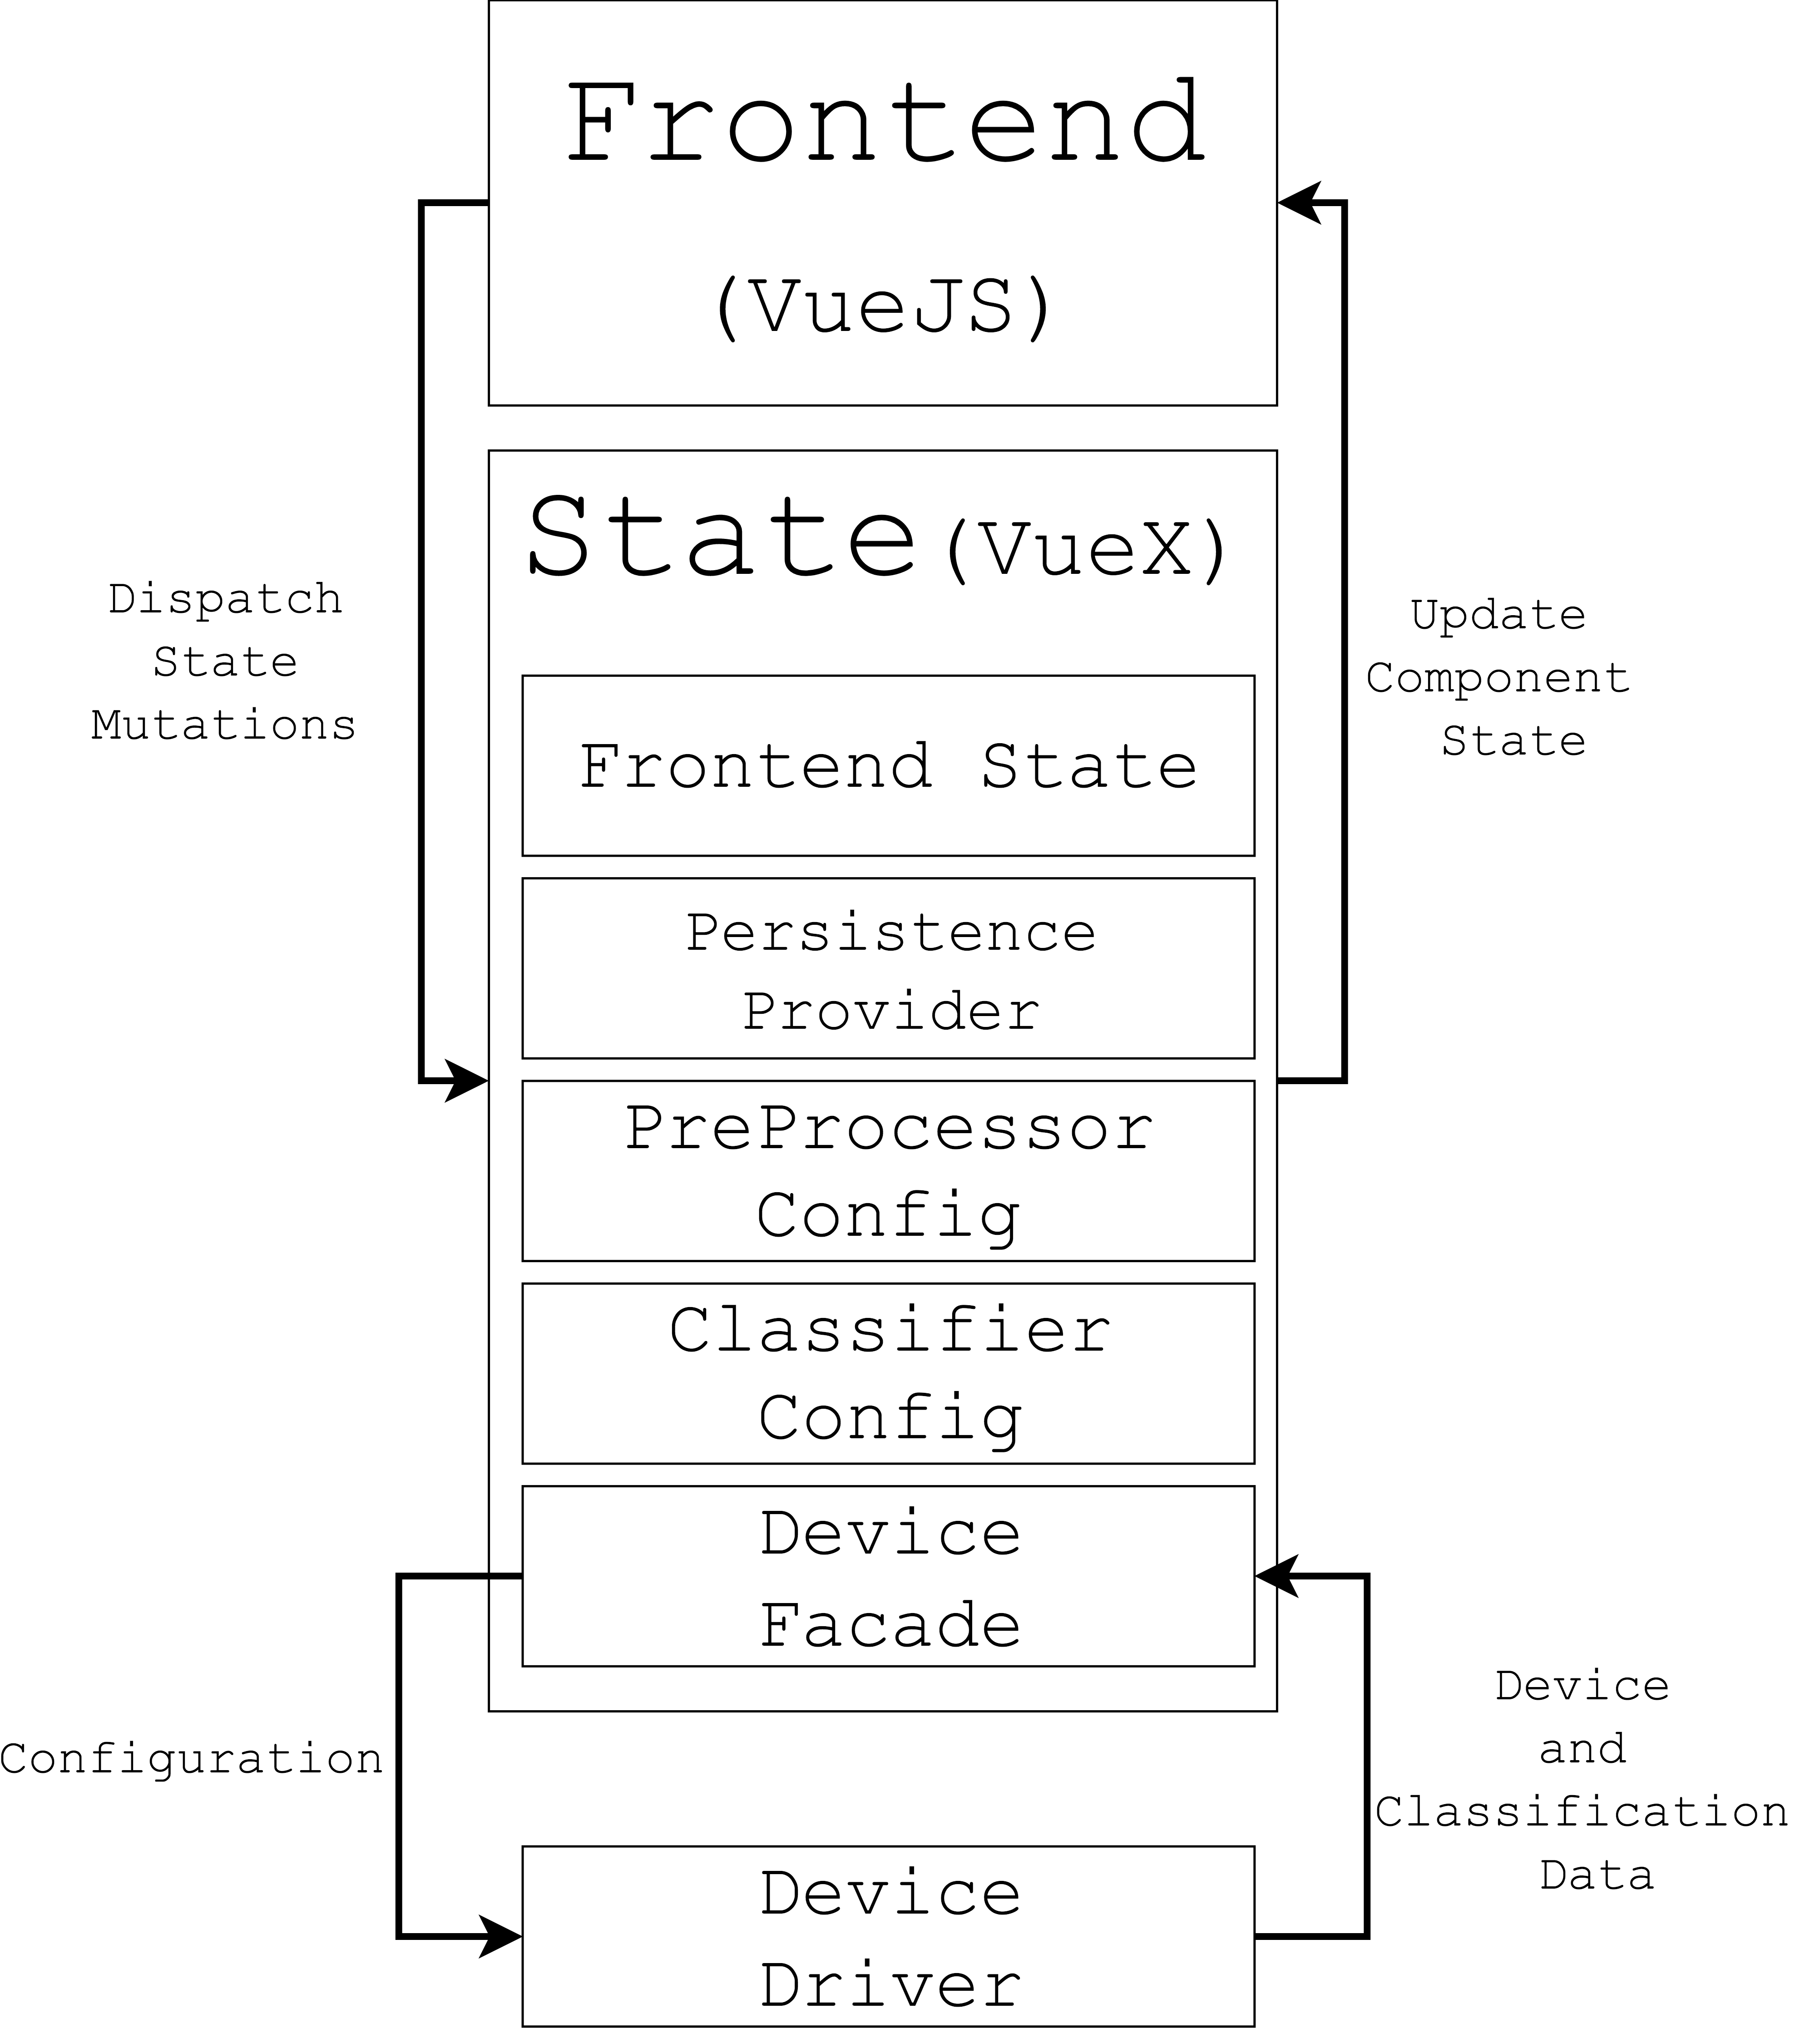 Frontend
(VueJS)
State (VueX)
Dispatch
State
Mutations
Update
Component
State
Frontend State
Persistence
Provider
PreProcessor
Config
Classifier
Config
Device
Facade
Configuration
Device
and
Classification
Data
Device
Driver